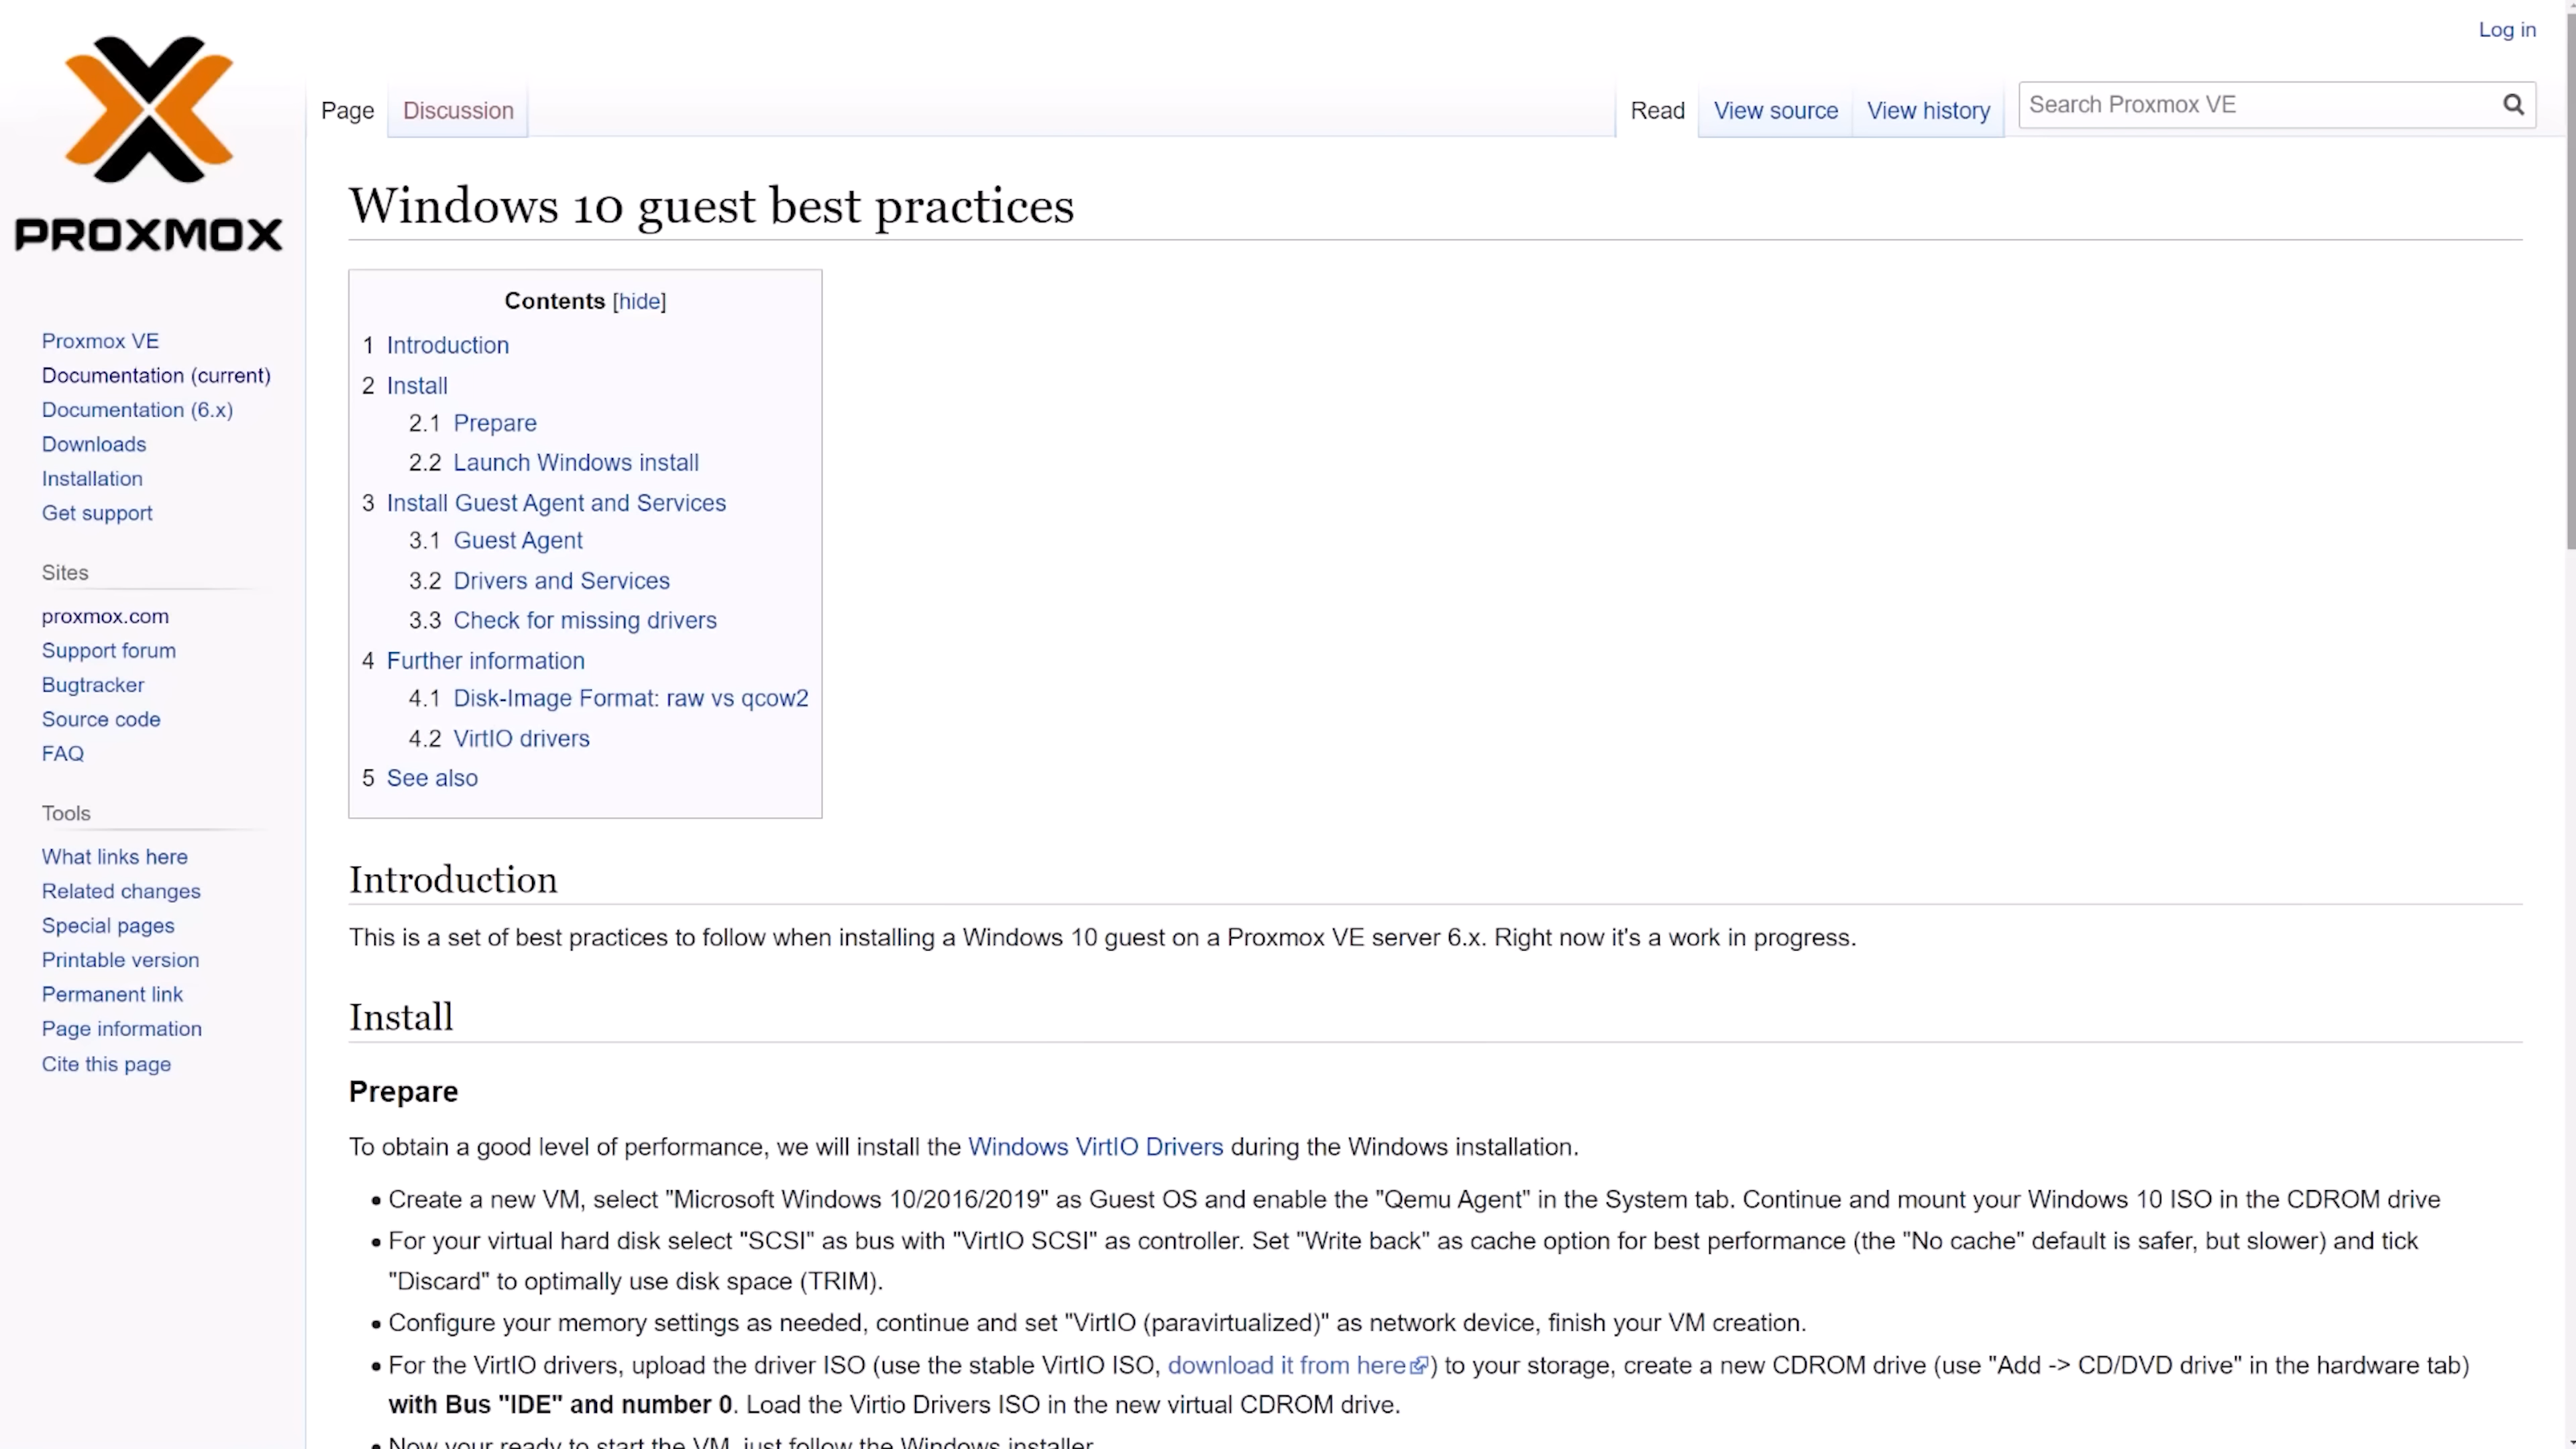 Log in
PROXMOX
Page
Discussion
Read
View source
View history
Search Proxmox VE
Proxmox VE
Documentation (current)
Documentation (6.x)
Downloads
Installation
Get support
Sites
proxmox.com
Support forum
Bugtracker
Source code
FAQ
Tools
What links here
Related changes
Special pages
Printable version
Permanent link
Page information
Cite this page
Windows 10 guest best practices
Contents [hide]
1 Introduction
2 Install
2.1 Prepare
2.2 Launch Windows install
3 Install Guest Agent and Services
3.1 Guest Agent
3.2 Drivers and Services
3.3 Check for missing drivers
4 Further information
4.1 Disk-Image Format: raw vs qcow2
4.2 VirtIO drivers
5 See also
Introduction
This is a set of best practices to follow when installing a Windows 10 guest on a Proxmox VE server 6.x. Right now it's a work in progress.
Install
Prepare
To obtain a good level of performance, we will install the Windows VirtIO Drivers during the Windows installation.
• Create a new VM, select "Microsoft Windows 10/2016/2019" as Guest OS and enable the "Qemu Agent" in the System tab. Continue and mount your Windows 10 ISO in the CDROM drive
• For your virtual hard disk select "SCSI" as bus with "VirtIO SCSI" as controller. Set "Write back" as cache option for best performance (the "No cache" default is safer, but slower) and tick
"Discard" to optimally use disk space (TRIM).
• Configure your memory settings as needed, continue and set "VirtIO (paravirtualized)" as network device, finish your VM creation.
• For the VirtIO drivers, upload the driver ISO (use the stable VirtIO ISO, download it from here) to your storage, create a new CDROM drive (use "Add -> CD/DVD drive" in the hardware tab)
with Bus "IDE" and number 0. Load the Virtio Drivers ISO in the new virtual CDROM drive.
• Now your ready to start the VM, just follow the Windows installer.